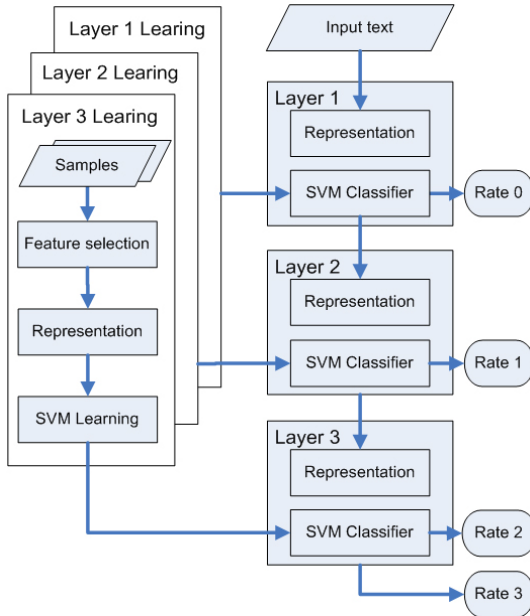 Layer 1 Learing
Layer 2 Learing
Layer 3 Learing
Samples
Feature selection
Representation
SVM Learning
Input text
Layer 1
Representation
SVM Classifier
Rate 0
Layer 2
Representation
SVM Classifier
Rate 1
Layer 3
Representation
SVM Classifier
Rate 2
Rate 3